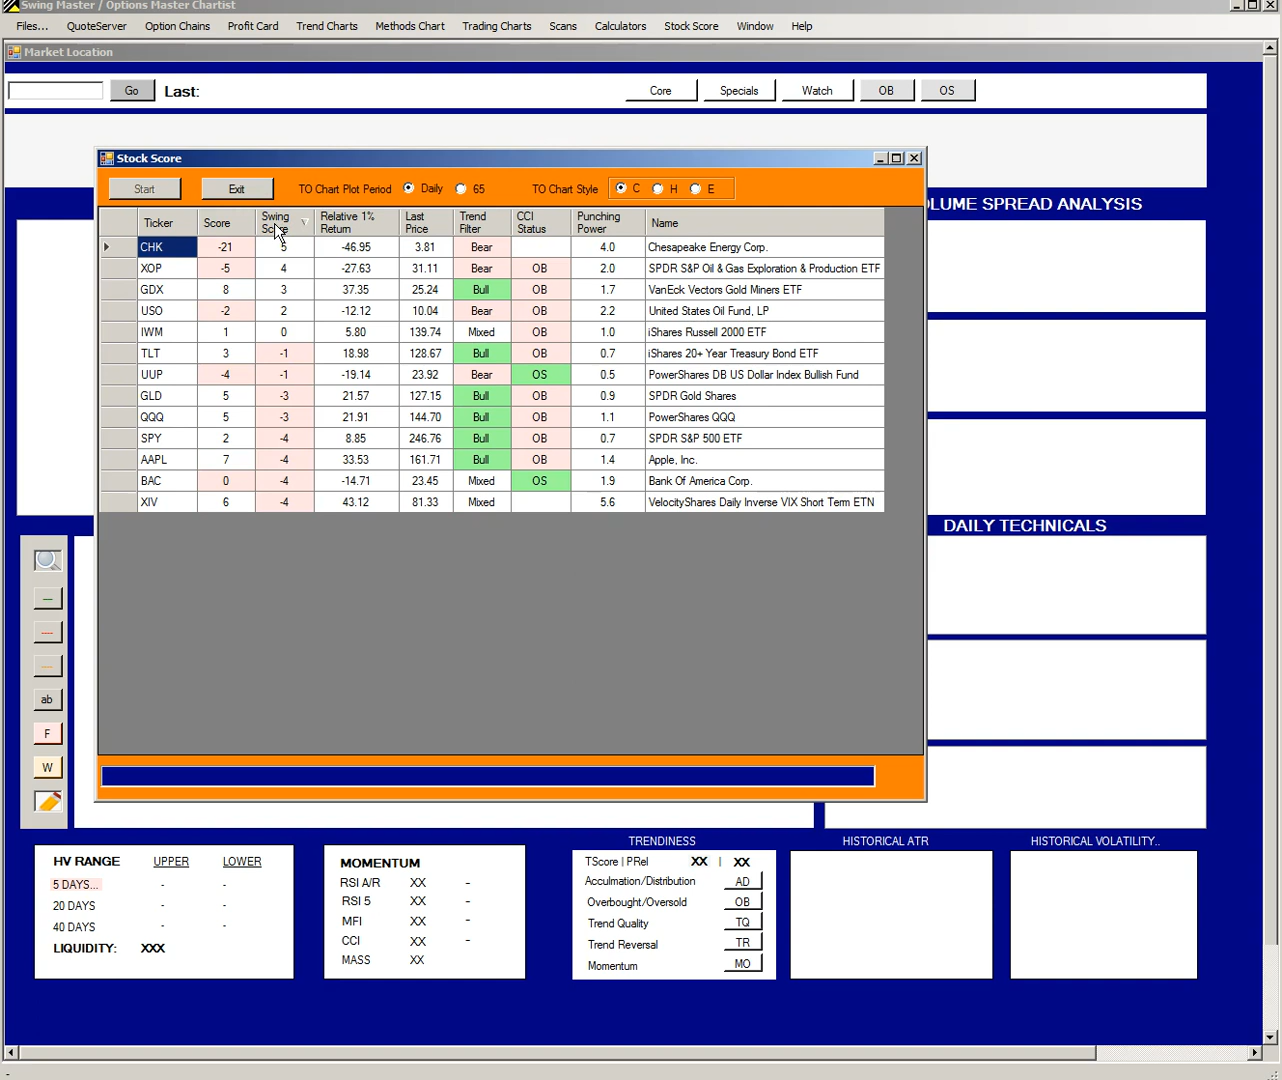 Swing Master / Options Master Chartist
Files... QuoteServer Option Chains Profit Card Trend Charts Methods Chart Trading Charts Scans Calculators Stock Score Window Help
Market Location
Go Last: Core Specials Watch OB OS
Stock Score
Start Exit TO Chart Plot Period Daily 65 TO Chart Style C H E
OLUME SPREAD ANALYSIS
Ticker Score Swing Score Relative 1% Return Last Price Trend Filter CCI Status Punching Power Name
CHK -21 5 -46.95 3.81 Bear 4.0 Chesapeake Energy Corp.
XOP -5 4 -27.63 31.11 Bear OB 2.0 SPDR S&P Oil & Gas Exploration & Production ETF
GDX 8 3 37.35 25.24 Bull OB 1.7 VanEck Vectors Gold Miners ETF
USO -2 2 -12.12 10.04 Bear OB 2.2 United States Oil Fund, LP
IWM 1 0 5.80 139.74 Mixed OB 1.0 iShares Russell 2000 ETF
TLT 3 -1 18.98 128.67 Bull OB 0.7 iShares 20+ Year Treasury Bond ETF
UUP -4 -1 -19.14 23.92 Bear OS 0.5 PowerShares DB US Dollar Index Bullish Fund
GLD 5 -3 21.57 127.15 Bull OB 0.9 SPDR Gold Shares
QQQ 5 -3 21.91 144.70 Bull OB 1.1 PowerShares QQQ
SPY 2 -4 8.85 246.76 Bull OB 0.7 SPDR S&P 500 ETF
AAPL 7 -4 33.53 161.71 Bull OB 1.4 Apple, Inc.
BAC 0 -4 -14.71 23.45 Mixed OS 1.9 Bank Of America Corp.
XIV 6 -4 43.12 81.33 Mixed 5.6 VelocityShares Daily Inverse VIX Short Term ETN
DAILY TECHNICALS
ab
F
W
TRENDINESS HISTORICAL ATR HISTORICAL VOLATILITY..
HV RANGE UPPER LOWER
5 DAYS... - -
20 DAYS - -
40 DAYS - -
LIQUIDITY: XXX
MOMENTUM
RSI A/R XX -
RSI 5 XX -
MFI XX -
CCI XX -
MASS XX
TScore | PRel XX | XX
Acculmation/Distribution AD
Overbought/Oversold OB
Trend Quality TQ
Trend Reversal TR
Momentum MO
-